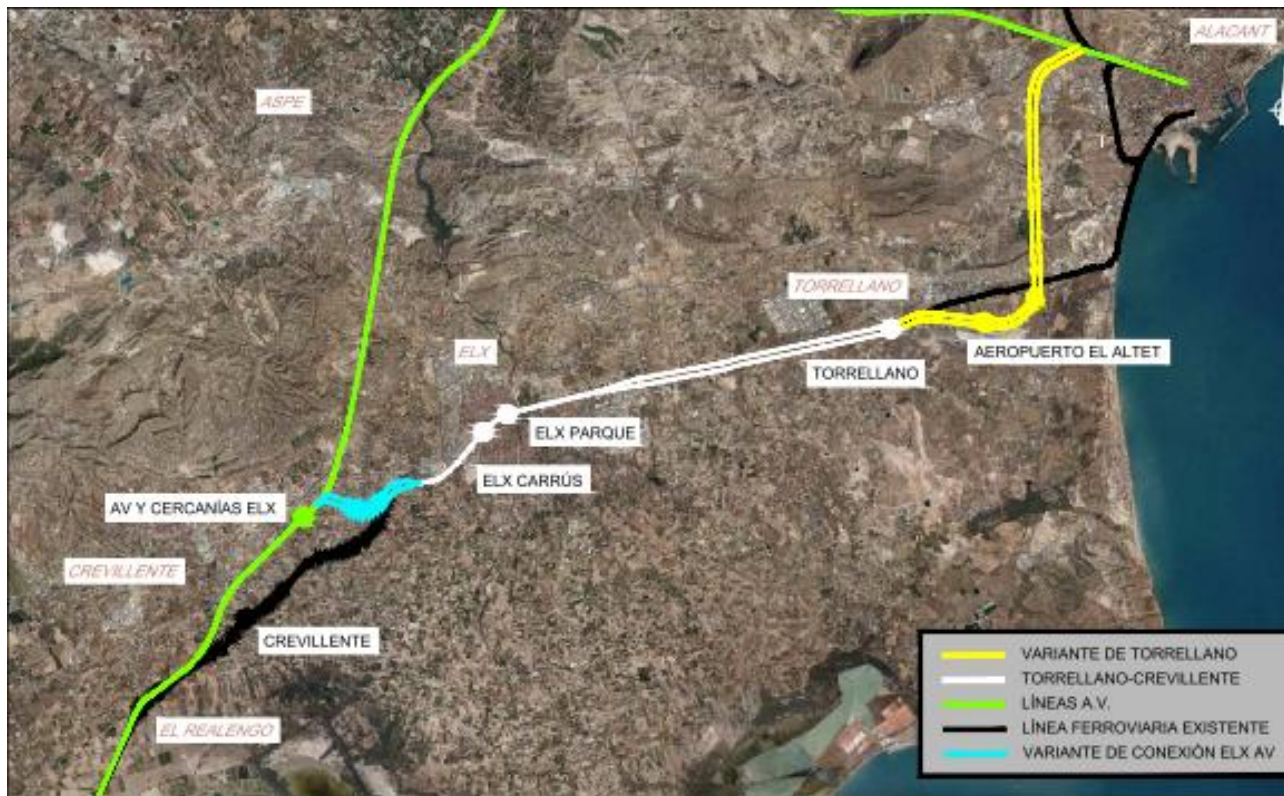 ALACANT
ASPE
TORRELLANO
AEROPUERTO EL ALTET
TORRELLANO
ELX
ELX PARQUE
ELX CARRÚS
AV Y CERCANÍAS ELX
CREVILLENTE
CREVILLENTE
EL REALENGO
VARIANTE DE TORRELLANO
TORRELLANO-CREVILLENTE
LÍNEAS A.V.
LÍNEA FERROVIARIA EXISTENTE
VARIANTE DE CONEXIÓN ELX AV